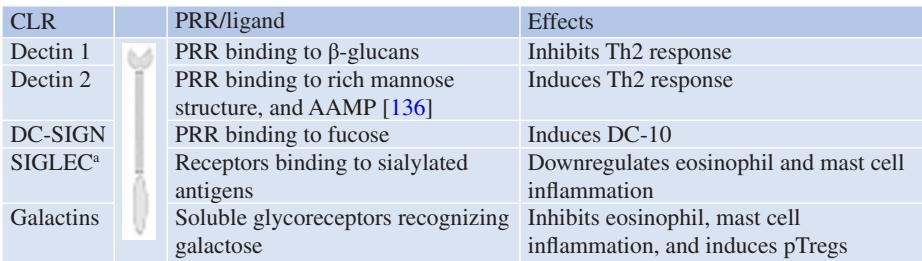 CLR PRR/ligand Effects
Dectin 1 PRR binding to β-glucans Inhibits Th2 response
Dectin 2 PRR binding to rich mannose Induces Th2 response
structure, and AAMP [136]
DC-SIGN PRR binding to fucose Induces DC-10
SIGLECᵃ Receptors binding to sialylated Downregulates eosinophil and mast cell
antigens inflammation
Galactins Soluble glycoreceptors recognizing Inhibits eosinophil, mast cell
galactose inflammation, and induces pTregs